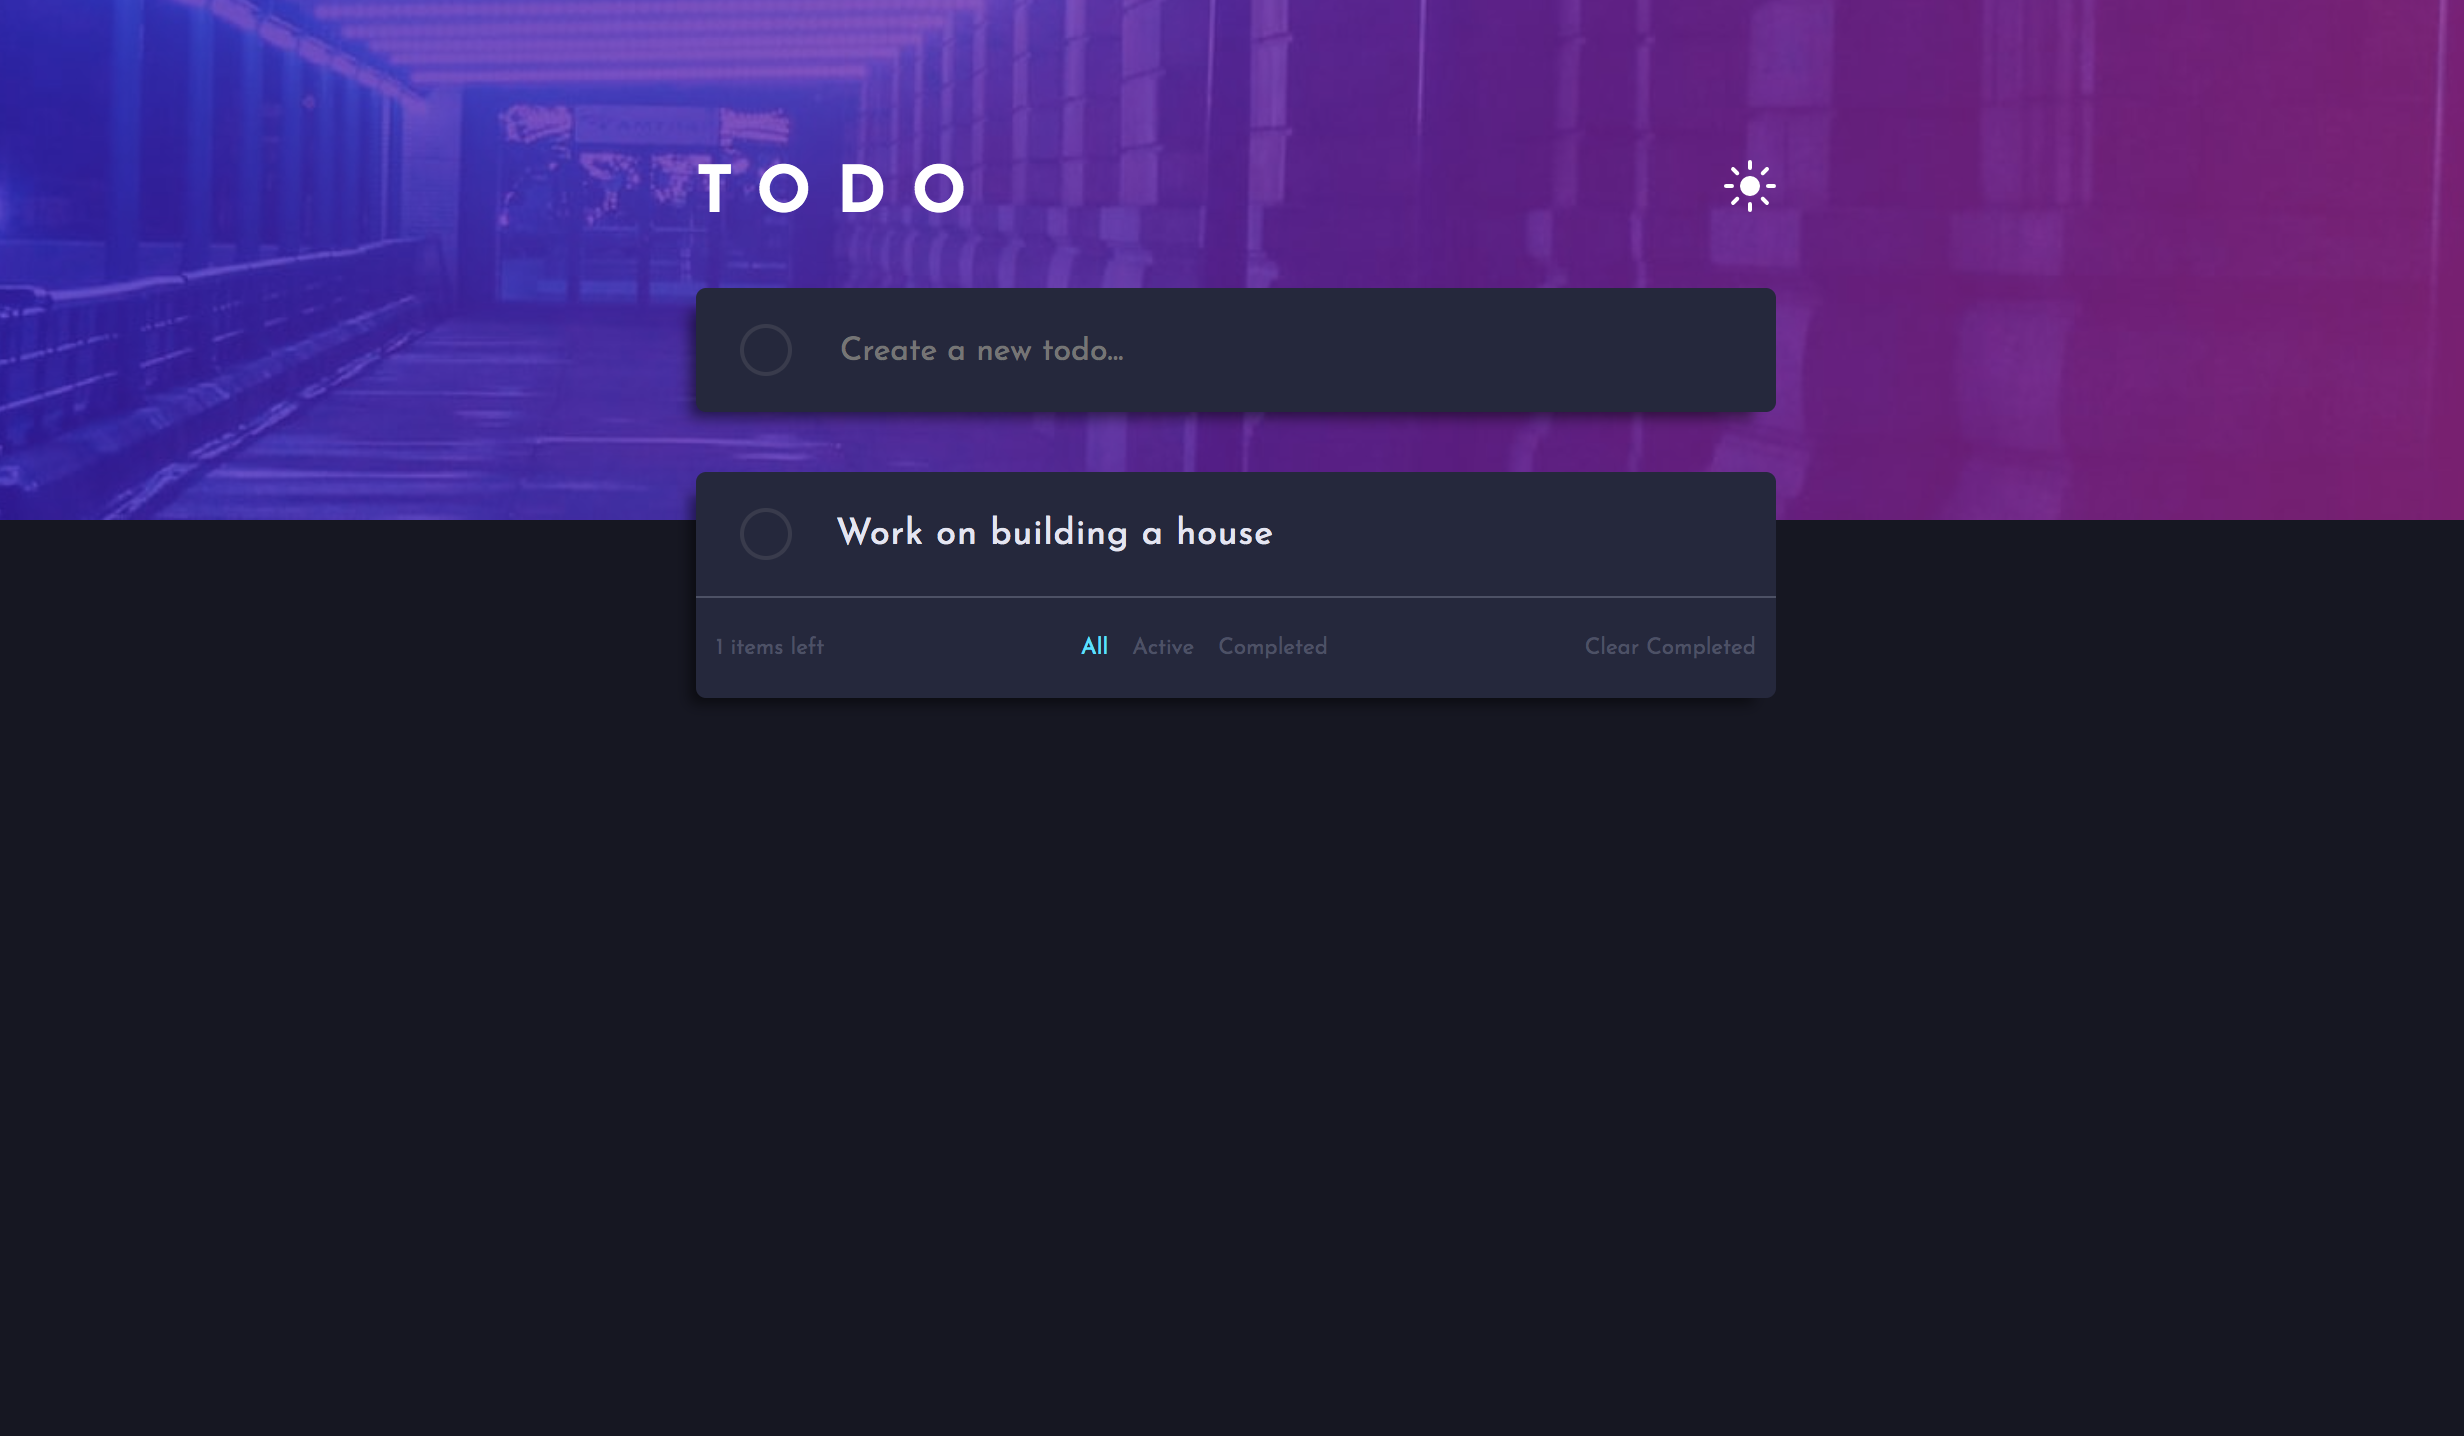 TODO
Create a new todo...
Work on building a house
1 items left
All Active Completed
Clear Completed